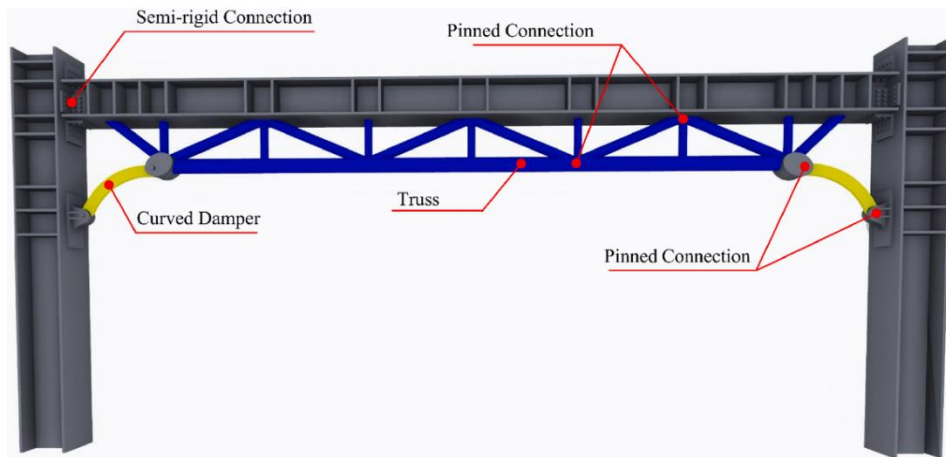 Semi-rigid Connection
Pinned Connection
Truss
Curved Damper
Pinned Connection